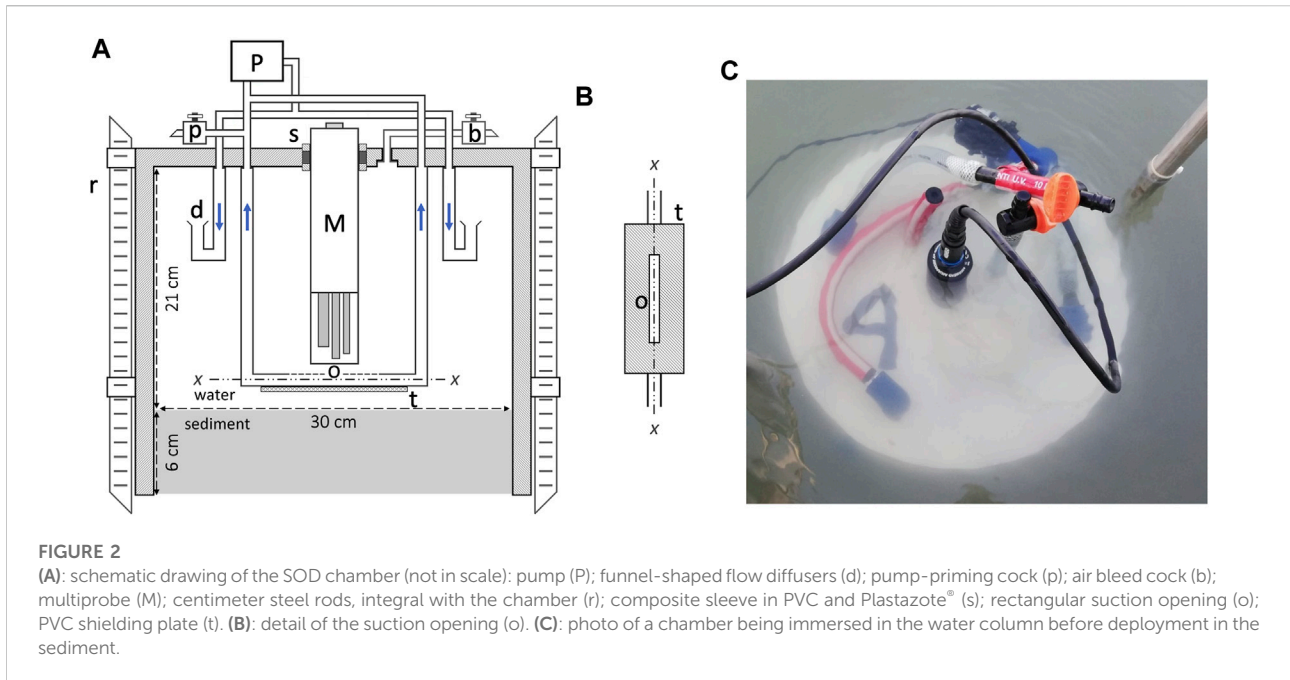 A
P
B
C
p
s
b
x
r
d
M
t
NTI U.V. 10
21 cm
o
A
o
x
x
t
water
x
sediment
30 cm
6 cm
FIGURE 2
(A): schematic drawing of the SOD chamber (not in scale): pump (P); funnel-shaped flow diffusers (d); pump-priming cock (p); air bleed cock (b);
multiprobe (M); centimeter steel rods, integral with the chamber (r); composite sleeve in PVC and Plastazote® (s); rectangular suction opening (o);
PVC shielding plate (t). (B): detail of the suction opening (o). (C): photo of a chamber being immersed in the water column before deployment in the
sediment.